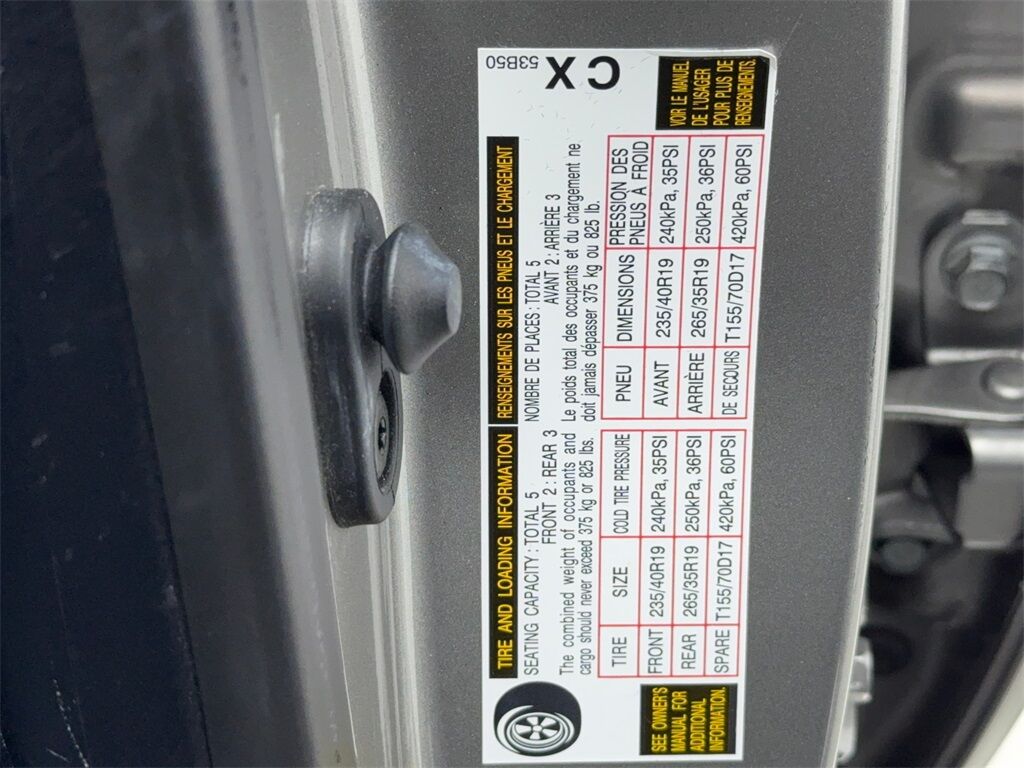 TIRE AND LOADING INFORMATION
SEATING CAPACITY : TOTAL 5
FRONT 2 : REAR 3
The combined weight of occupants and
cargo should never exceed 375 kg or 825 lbs.
TIRE SIZE COLD TIRE PRESSURE
FRONT 235/40R19 240kPa, 35PSI
REAR 265/35R19 250kPa, 36PSI
SPARE T155/70D17 420kPa, 60PSI
SEE OWNER'S
MANUAL FOR
ADDITIONAL
INFORMATION.
RENSEIGNEMENTS SUR LES PNEUS ET LE CHARGEMENT
NOMBRE DE PLACES : TOTAL 5
AVANT 2 : ARRIÈRE 3
Le poids total des occupants et du chargement ne
doit jamais dépasser 375 kg ou 825 lb.
PNEU DIMENSIONS PRESSION DES
PNEUS À FROID
AVANT 235/40R19 240kPa, 35PSI
ARRIÈRE 265/35R19 250kPa, 36PSI
DE SECOURS T155/70D17 420kPa, 60PSI
VOIR LE MANUEL
DE L'USAGER
POUR PLUS DE
RENSEIGNEMENTS.
53B50
CX